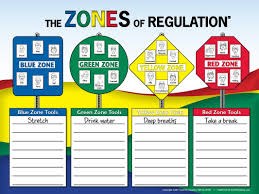 THE ZONES OF REGULATION®
BLUE ZONE
GREEN ZONE
YELLOW ZONE
RED ZONE
Blue Zone Tools
Green Zone Tools
Yellow Zone Tools
Red Zone Tools
Stretch
Drink water
Deep breaths
Take a break